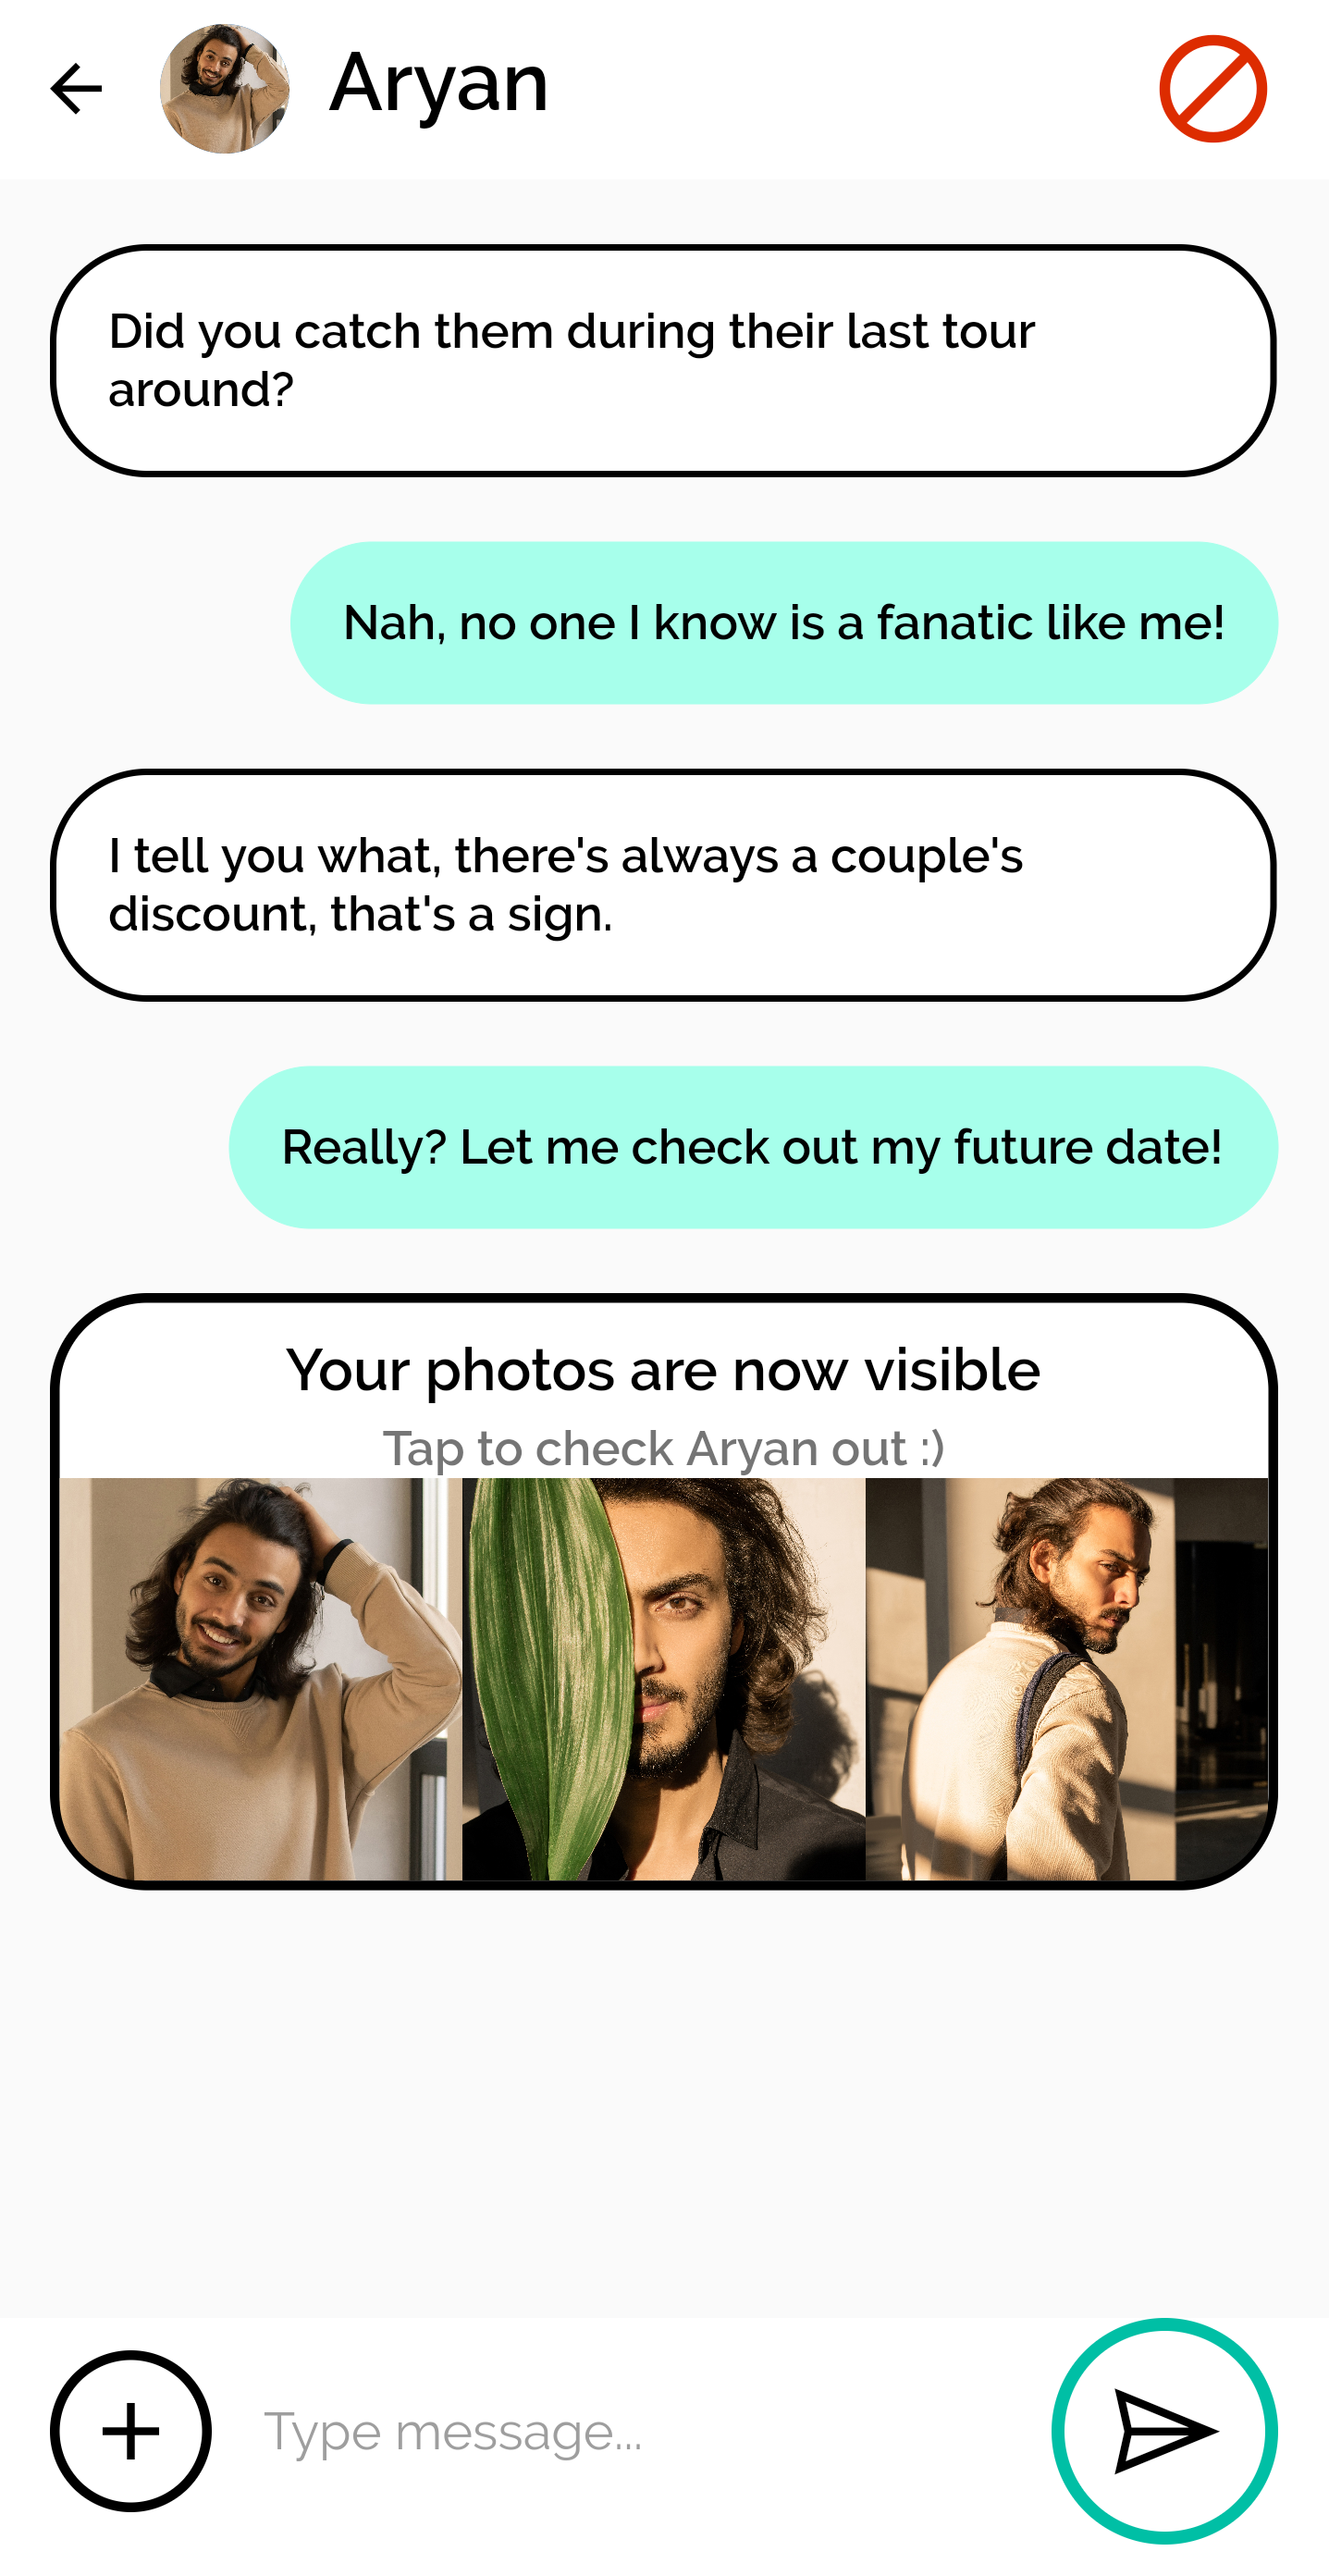 Aryan
Did you catch them during their last tour
around?
Nah, no one I know is a fanatic like me!
I tell you what, there's always a couple's
discount, that's a sign.
Really? Let me check out my future date!
Your photos are now visible
Tap to check Aryan out :)
Type message...